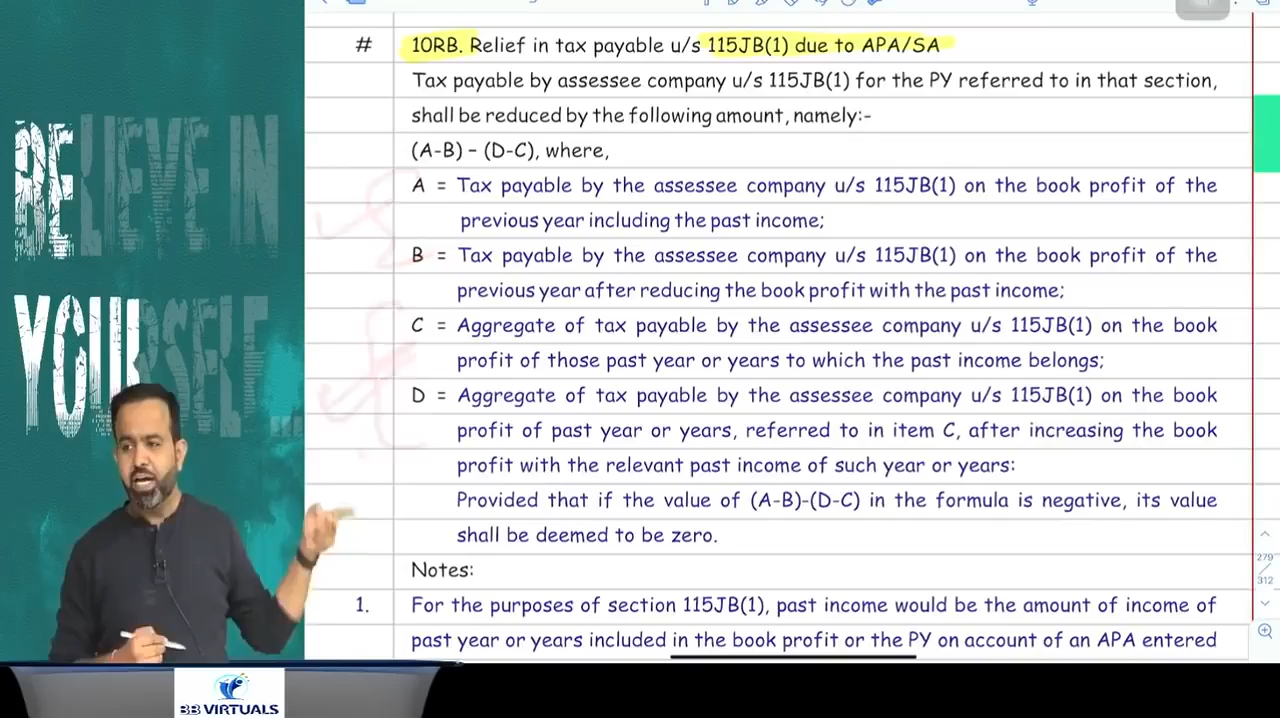 BELIEVE IN
YOURSELF...
# 10RB. Relief in tax payable u/s 115JB(1) due to APA/SA
Tax payable by assessee company u/s 115JB(1) for the PY referred to in that section,
shall be reduced by the following amount, namely:-
(A-B) - (D-C), where,
A = Tax payable by the assessee company u/s 115JB(1) on the book profit of the
previous year including the past income;
B = Tax payable by the assessee company u/s 115JB(1) on the book profit of the
previous year after reducing the book profit with the past income;
C = Aggregate of tax payable by the assessee company u/s 115JB(1) on the book
profit of those past year or years to which the past income belongs;
D = Aggregate of tax payable by the assessee company u/s 115JB(1) on the book
profit of past year or years, referred to in item C, after increasing the book
profit with the relevant past income of such year or years:
Provided that if the value of (A-B)-(D-C) in the formula is negative, its value
shall be deemed to be zero.
279
/
312
Notes:
1. For the purposes of section 115JB(1), past income would be the amount of income of
past year or years included in the book profit or the PY on account of an APA entered
BB VIRTUALS